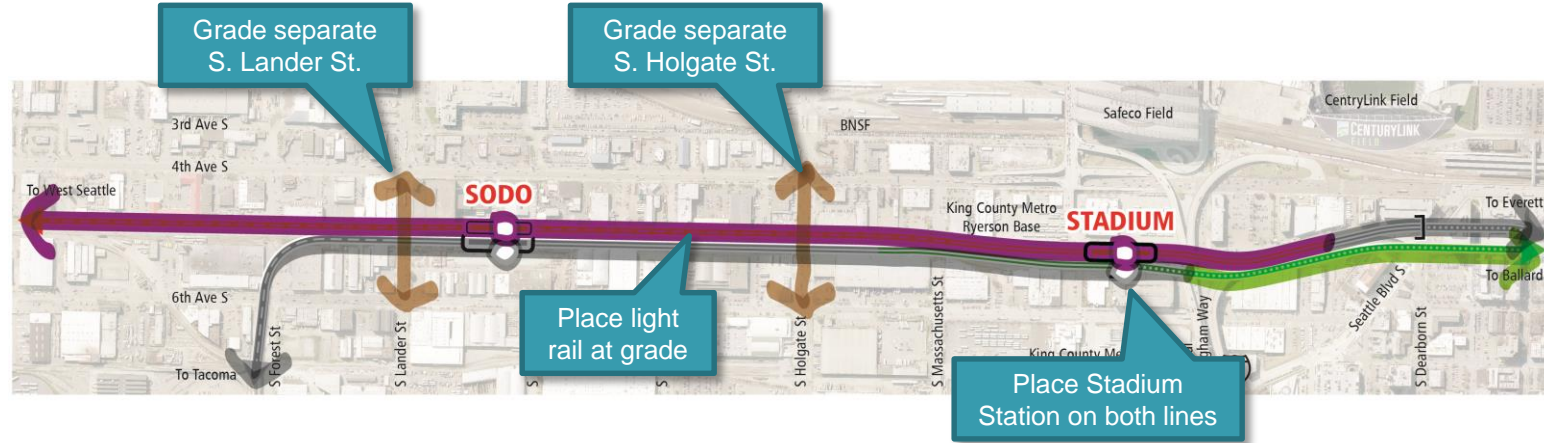 Grade separate
S. Lander St.
Grade separate
S. Holgate St.
3rd Ave S
BNSF
Safeco Field
CentryLink Field
CENTURYLINK
FIELD
4th Ave S
To West Seattle
SODO
King County Metro
Ryerson Base
STADIUM
To Everett
To Ballard
6th Ave S
To Tacoma
S Forest St
S Lander St
Place light
rail at grade
S Holgate St
S Massachusetts St
King County
Place Stadium
Station on both lines
Seattle Blvd S
S Dearborn St